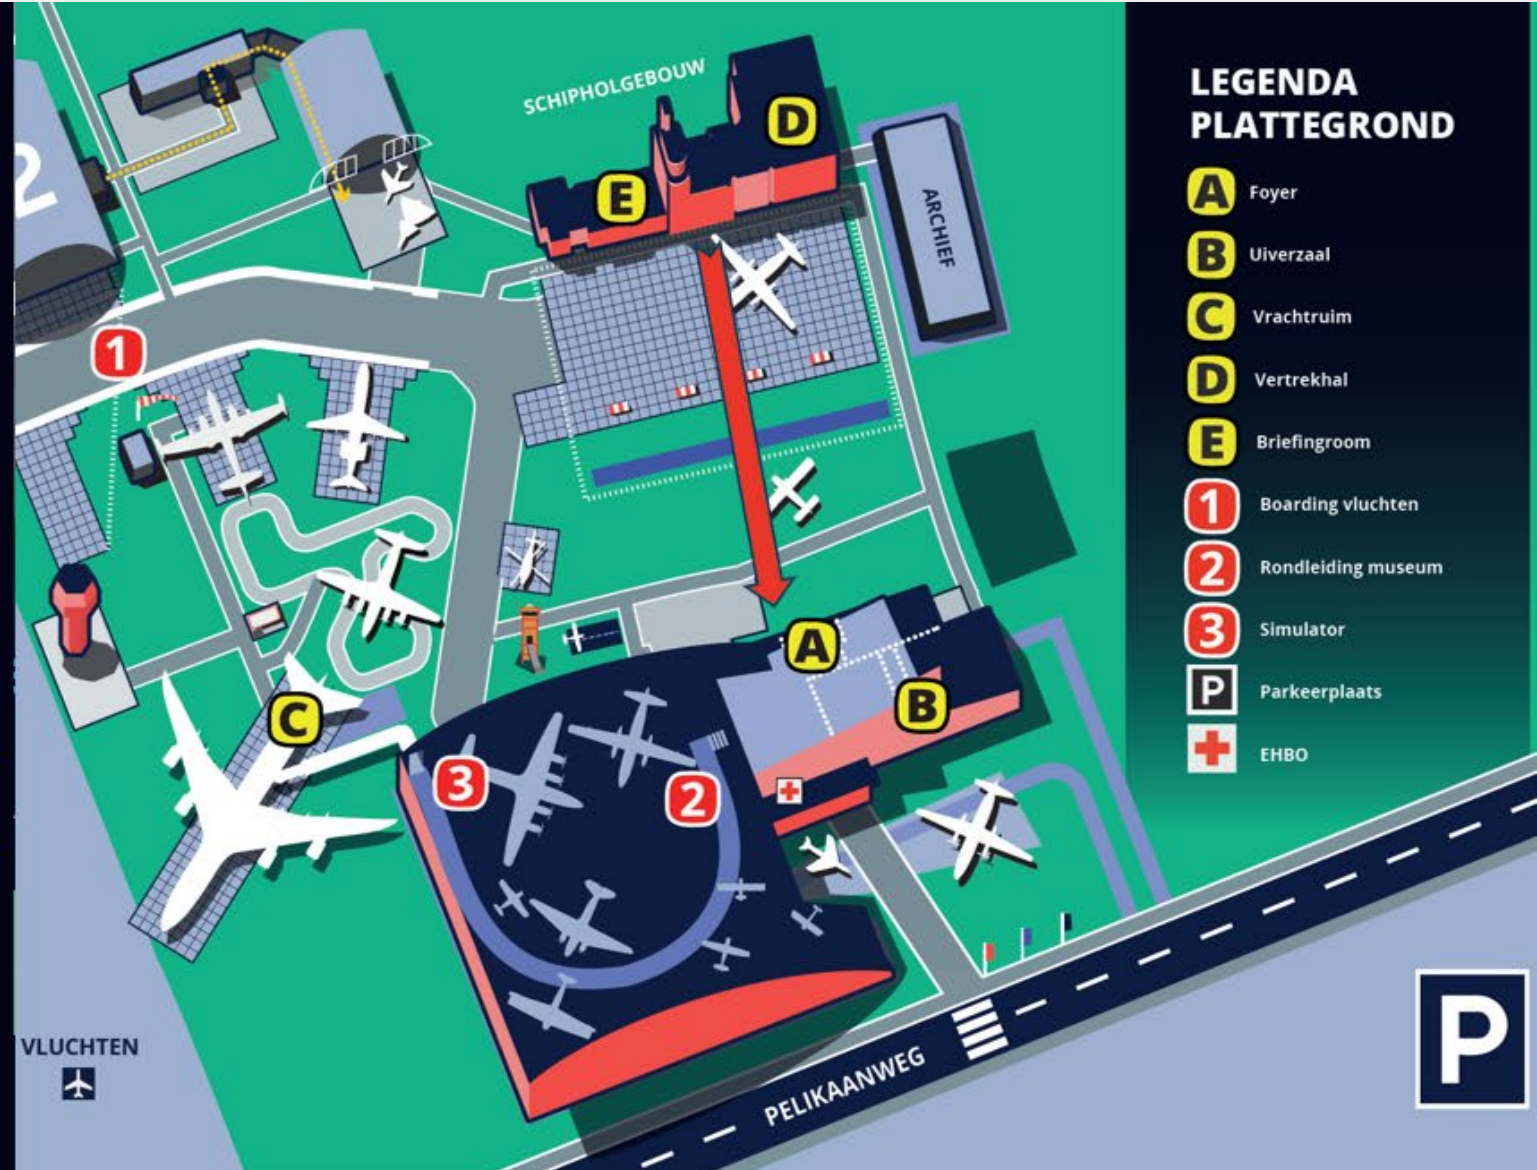 SCHIPHOLGEBOUW
D
E
ARCHIEF
2
1
A
B
C
3
2
VLUCHTEN
PELIKAANWEG
P
LEGENDA
PLATTEGROND
A Foyer
B Uiverzaal
C Vrachtruim
D Vertrekhal
E Briefingroom
1 Boarding vluchten
2 Rondleiding museum
3 Simulator
P Parkeerplaats
EHBO